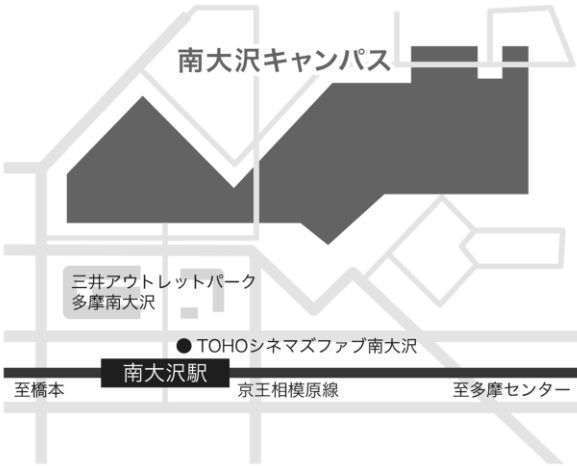 南大沢キャンパス
三井アウトレットパーク
多摩南大沢
TOHOシネマズファブ南大沢
南大沢駅
至橋本
京王相模原線
至多摩センター